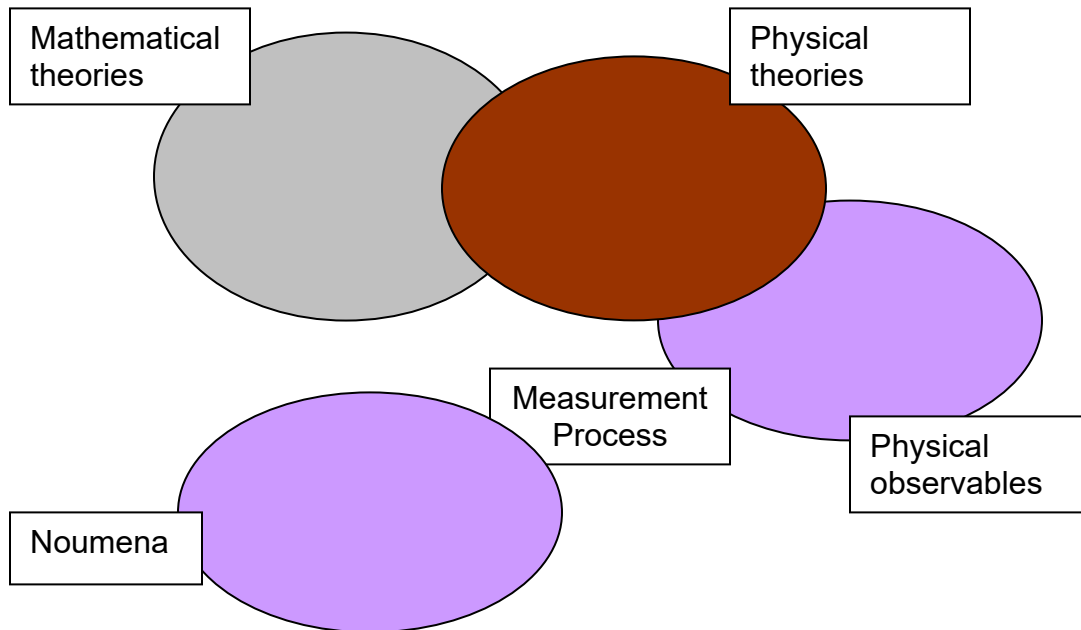 Mathematical
theories
Physical
theories
Measurement
Process
Physical
observables
Noumena